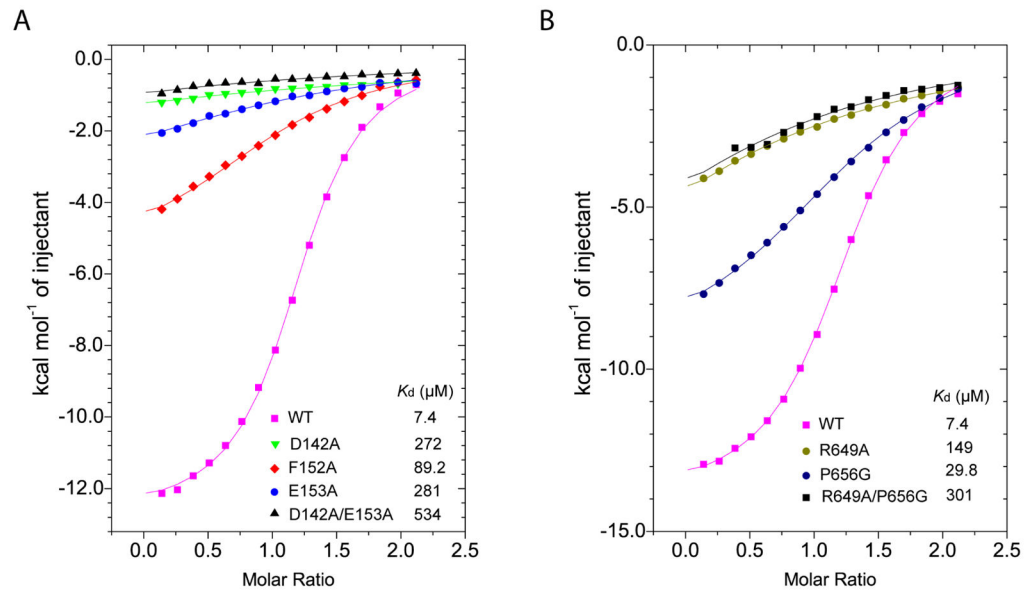 A
0.0
-2.0
-4.0
-6.0
-8.0
-10.0
-12.0
kcal mol⁻¹ of injectant
0.0 0.5 1.0 1.5 2.0 2.5
Molar Ratio
Kd (µM)
WT 7.4
D142A 272
F152A 89.2
E153A 281
D142A/E153A 534
B
0.0
-5.0
-10.0
-15.0
kcal mol⁻¹ of injectant
0.0 0.5 1.0 1.5 2.0 2.5
Molar Ratio
Kd (µM)
WT 7.4
R649A 149
P656G 29.8
R649A/P656G 301